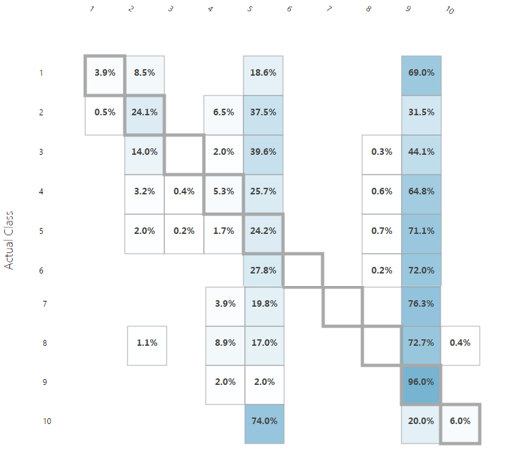 1 2 3 4 5 6 7 8 9 10
1 3.9% 8.5% 18.6% 69.0%
2 0.5% 24.1% 6.5% 37.5% 31.5%
3 14.0% 2.0% 39.6% 0.3% 44.1%
4 3.2% 0.4% 5.3% 25.7% 0.6% 64.8%
5 2.0% 0.2% 1.7% 24.2% 0.7% 71.1%
6 27.8% 0.2% 72.0%
7 3.9% 19.8% 76.3%
8 1.1% 8.9% 17.0% 72.7% 0.4%
9 2.0% 2.0% 96.0%
10 74.0% 20.0% 6.0%
Actual Class